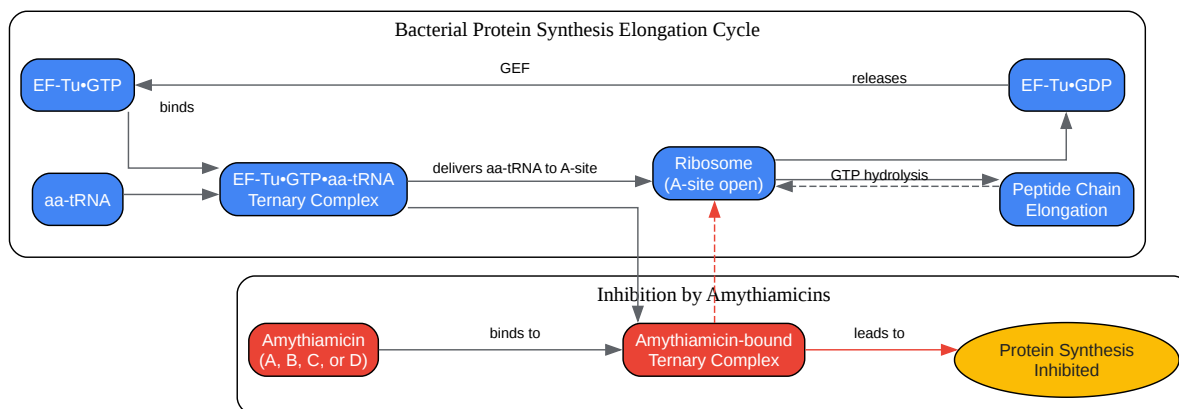 Bacterial Protein Synthesis Elongation Cycle
GEF
EF-Tu•GTP
releases
EF-Tu•GDP
binds
delivers aa-tRNA to A-site
Ribosome
(A-site open)
GTP hydrolysis
aa-tRNA
EF-Tu•GTP•aa-tRNA
Ternary Complex
Peptide Chain
Elongation
Inhibition by Amythiamicins
Amythiamicin
(A, B, C, or D)
binds to
Amythiamicin-bound
Ternary Complex
leads to
Protein Synthesis
Inhibited